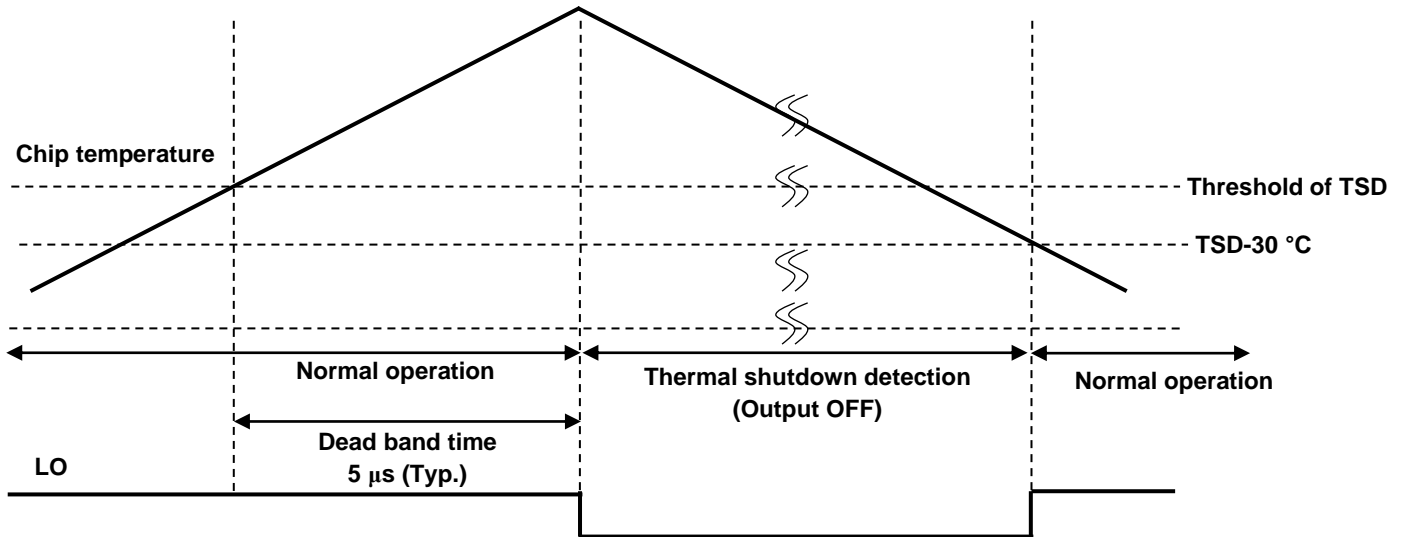 Chip temperature
Threshold of TSD
TSD-30 °C
Normal operation
Thermal shutdown detection
(Output OFF)
Normal operation
Dead band time
5 μs (Typ.)
LO